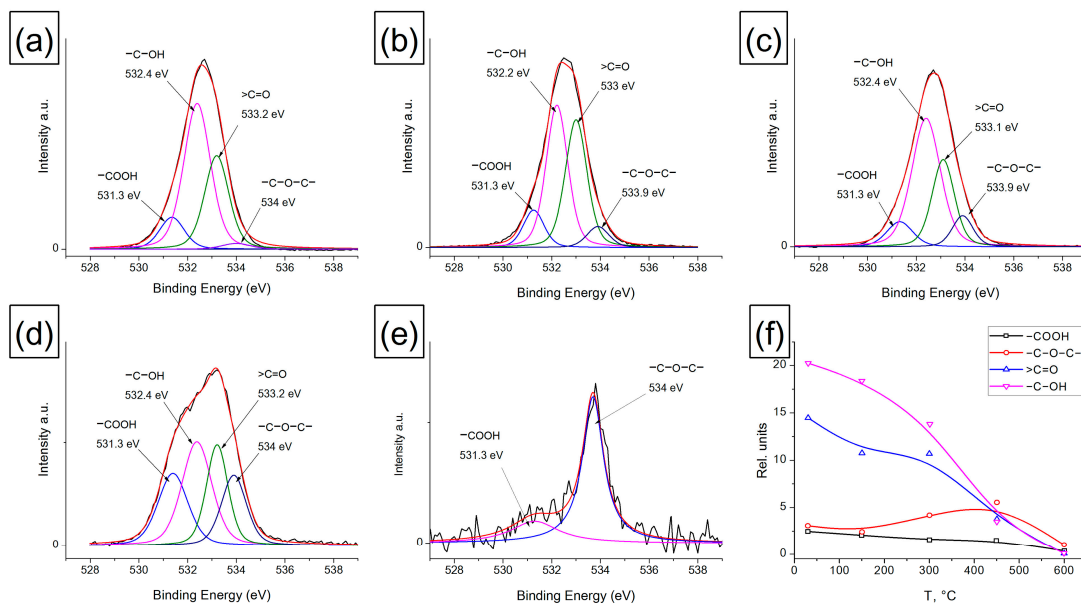 (a)
−C−OH
532.4 eV
>C=O
533.2 eV
−COOH
531.3 eV
−C−O−C−
534 eV
Intensity a.u.
0
528 530 532 534 536 538
Binding Energy (eV)
(b)
−C−OH
532.2 eV
>C=O
533 eV
−COOH
531.3 eV
−C−O−C−
533.9 eV
Intensity a.u.
0
528 530 532 534 536 538
Binding Energy (eV)
(c)
−C−OH
532.4 eV
>C=O
533.1 eV
−COOH
531.3 eV
−C−O−C−
533.9 eV
Intensity a.u.
0
528 530 532 534 536 538
Binding Energy (eV)
(d)
−C−OH
532.4 eV
>C=O
533.2 eV
−COOH
531.3 eV
−C−O−C−
534 eV
Intensity a.u.
0
528 530 532 534 536 538
Binding Energy (eV)
(e)
−C−O−C−
534 eV
−COOH
531.3 eV
Intensity a.u.
0
528 530 532 534 536 538
Binding Energy (eV)
(f)
−COOH
−C−O−C−
>C=O
−C−OH
Rel. units
20
15
10
5
0
0 100 200 300 400 500 600
T, °C